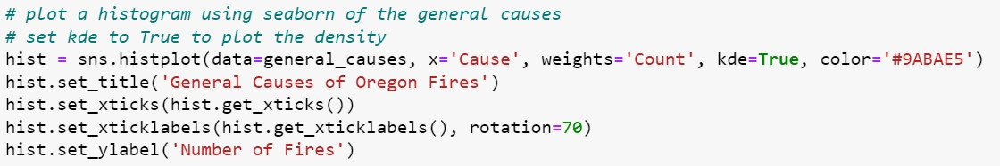 # plot a histogram using seaborn of the general causes
# set kde to True to plot the density
hist = sns.histplot(data=general_causes, x='Cause', weights='Count', kde=True, color='#9ABAE5')
hist.set_title('General Causes of Oregon Fires')
hist.set_xticks(hist.get_xticks())
hist.set_xticklabels(hist.get_xticklabels(), rotation=70)
hist.set_ylabel('Number of Fires')